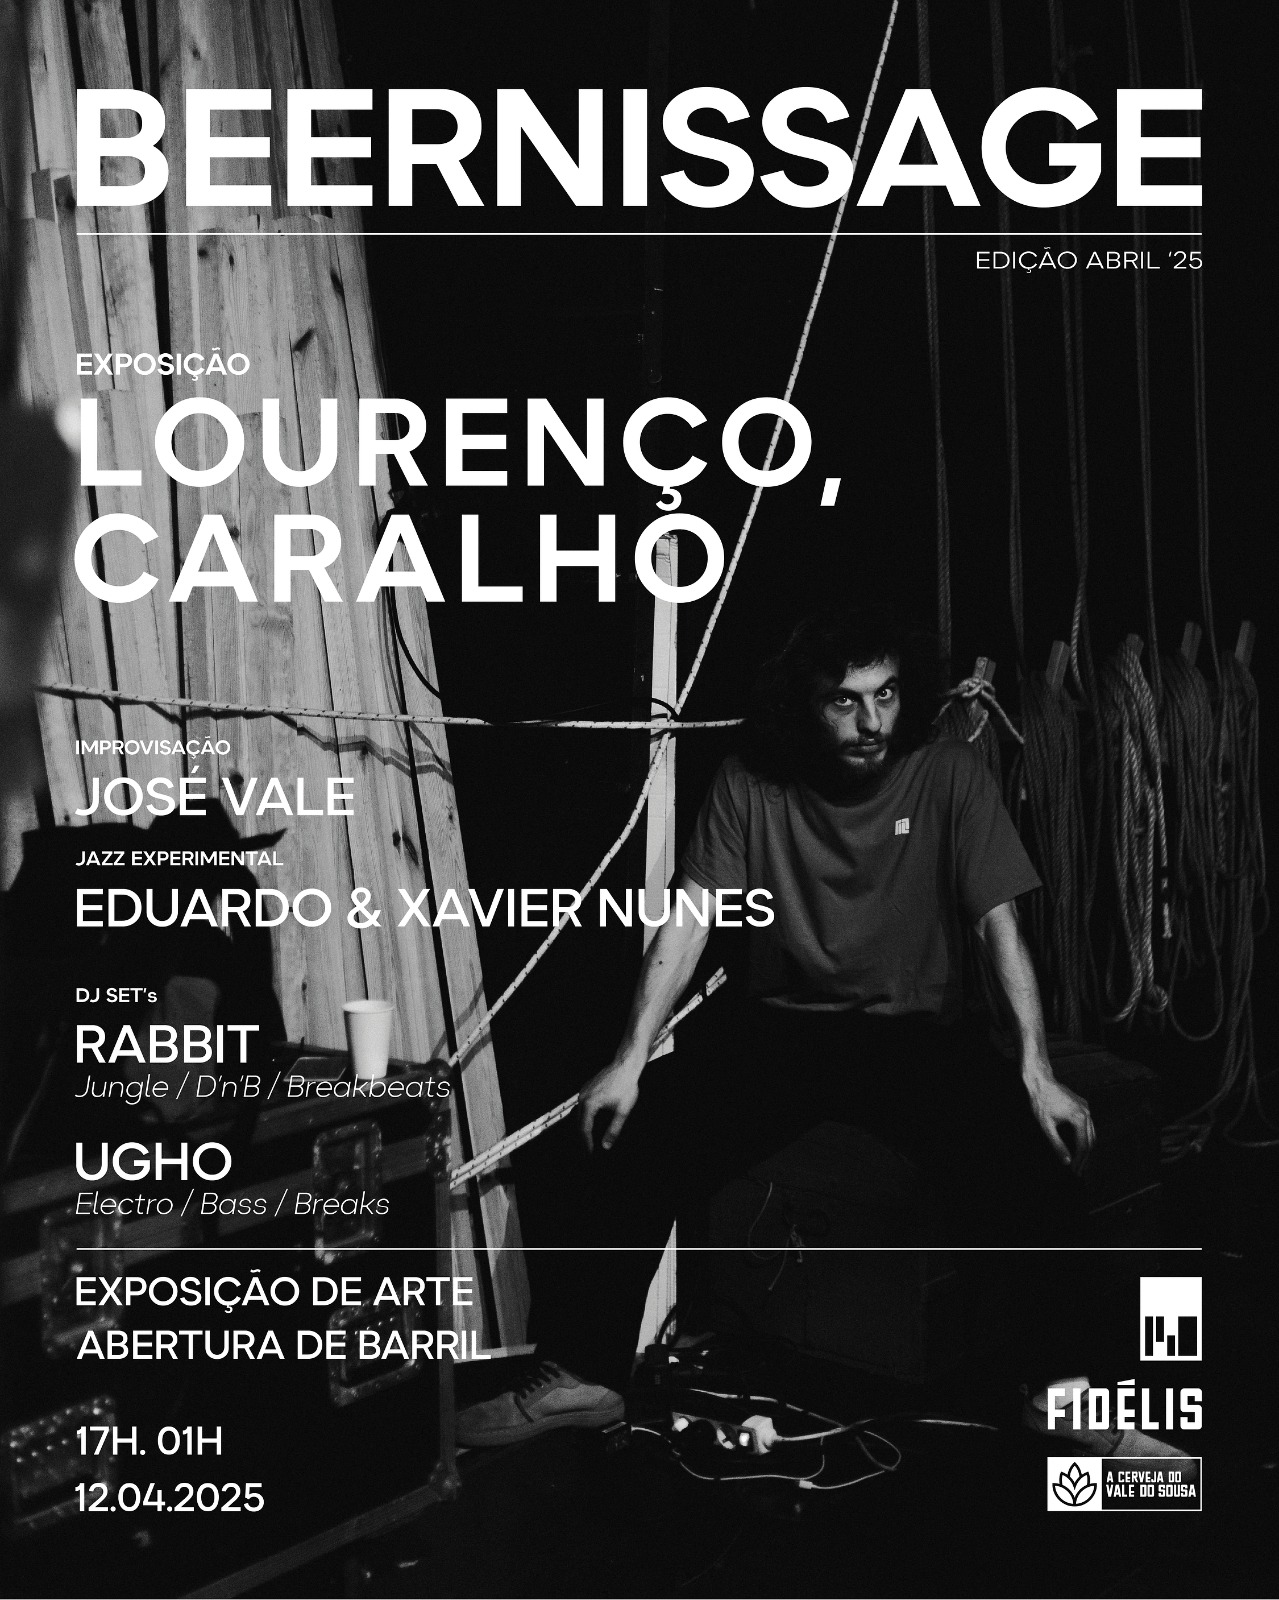 BEERNISSAGE
EDIÇÃO ABRIL '25
EXPOSIÇÃO
LOURENÇO,
CARALHO
IMPROVISAÇÃO
JOSÉ VALE
JAZZ EXPERIMENTAL
EDUARDO & XAVIER NUNES
DJ SET's
RABBIT
Jungle / D'n'B / Breakbeats
UGHO
Electro / Bass / Breaks
EXPOSIÇÃO DE ARTE
ABERTURA DE BARRIL
17H. 01H
12.04.2025
FIDÉLIS
A CERVEJA DO
VALE DO SOUSA